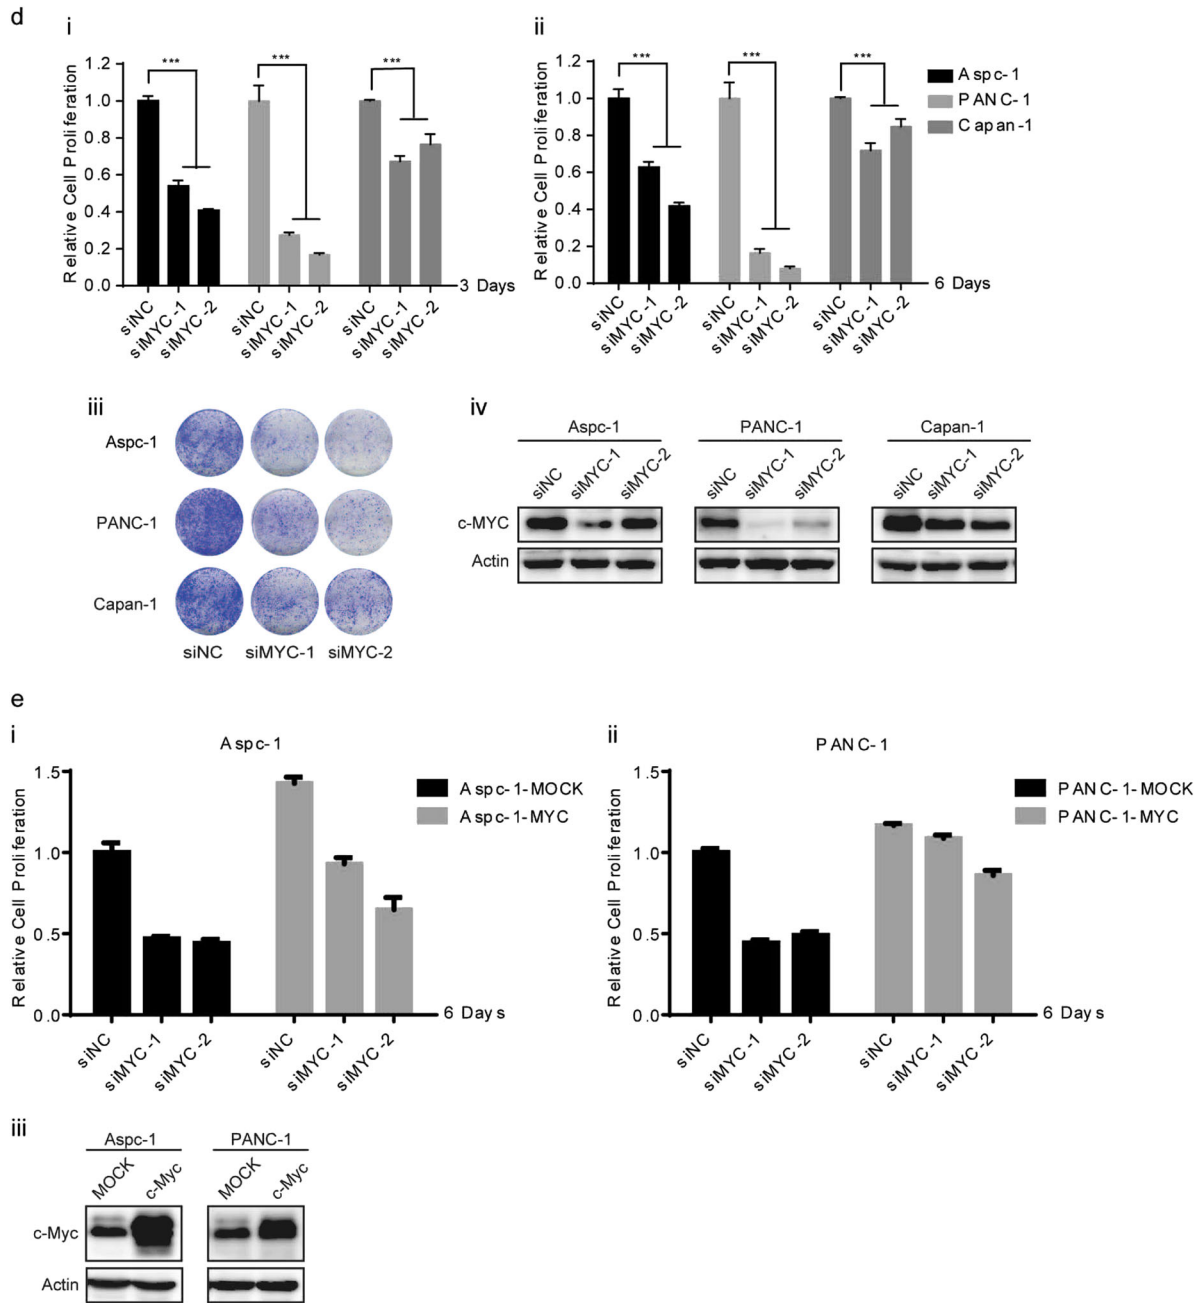 d
i
1.2
1.0
0.8
0.6
0.4
0.2
0.0
Relative Cell Proliferation
***
***
***
siNC
siMYC-1
siMYC-2
siNC
siMYC-1
siMYC-2
siNC
siMYC-1
siMYC-2
3 Days
ii
1.2
1.0
0.8
0.6
0.4
0.2
0.0
Relative Cell Proliferation
***
***
***
siNC
siMYC-1
siMYC-2
siNC
siMYC-1
siMYC-2
siNC
siMYC-1
siMYC-2
6 Days
Aspc-1
PANC-1
Capan-1
iii
Aspc-1
PANC-1
Capan-1
siNC siMYC-1 siMYC-2
iv
Aspc-1 PANC-1 Capan-1
siNC siMYC-1 siMYC-2 siNC siMYC-1 siMYC-2 siNC siMYC-1 siMYC-2
c-MYC
Actin
e
i
Aspc-1
1.5
1.0
0.5
0.0
Relative Cell Proliferation
siNC
siMYC-1
siMYC-2
siNC
siMYC-1
siMYC-2
6 Days
Aspc-1-MOCK
Aspc-1-MYC
ii
PANC-1
1.5
1.0
0.5
0.0
Relative Cell Proliferation
siNC
siMYC-1
siMYC-2
siNC
siMYC-1
siMYC-2
6 Days
PANC-1-MOCK
PANC-1-MYC
iii
Aspc-1 PANC-1
MOCK c-Myc MOCK c-Myc
c-Myc
Actin